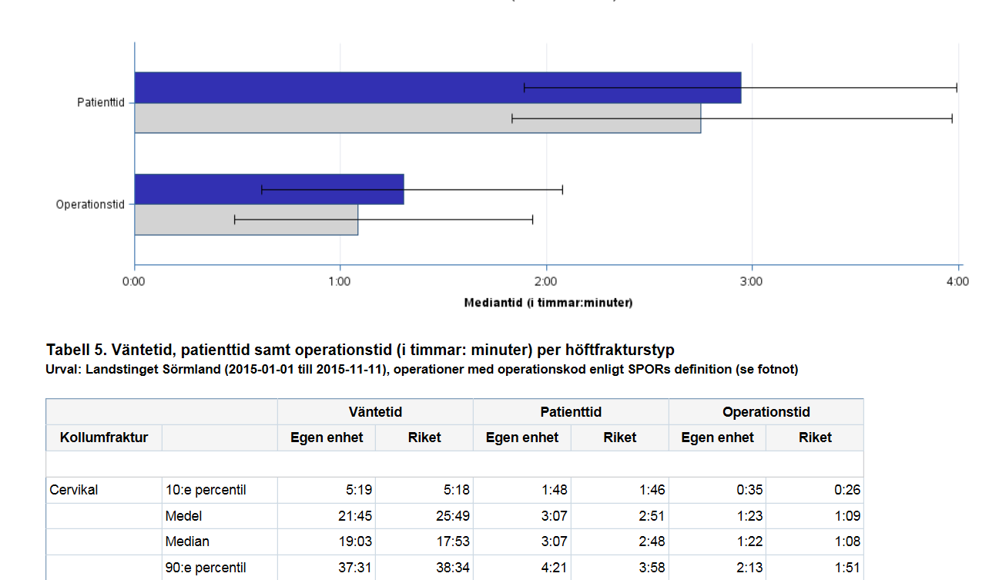 Patienttid
Operationstid
0:00 1:00 2:00 3:00 4:00
Mediantid (i timmar:minuter)
Tabell 5. Väntetid, patienttid samt operationstid (i timmar: minuter) per höftfrakturstyp
Urval: Landstinget Sörmland (2015-01-01 till 2015-11-11), operationer med operationskod enligt SPORs definition (se fotnot)
Väntetid Patienttid Operationstid
Kollumfraktur Egen enhet Riket Egen enhet Riket Egen enhet Riket
Cervikal 10:e percentil 5:19 5:18 1:48 1:46 0:35 0:26
Medel 21:45 25:49 3:07 2:51 1:23 1:09
Median 19:03 17:53 3:07 2:48 1:22 1:08
90:e percentil 37:31 38:34 4:21 3:58 2:13 1:51